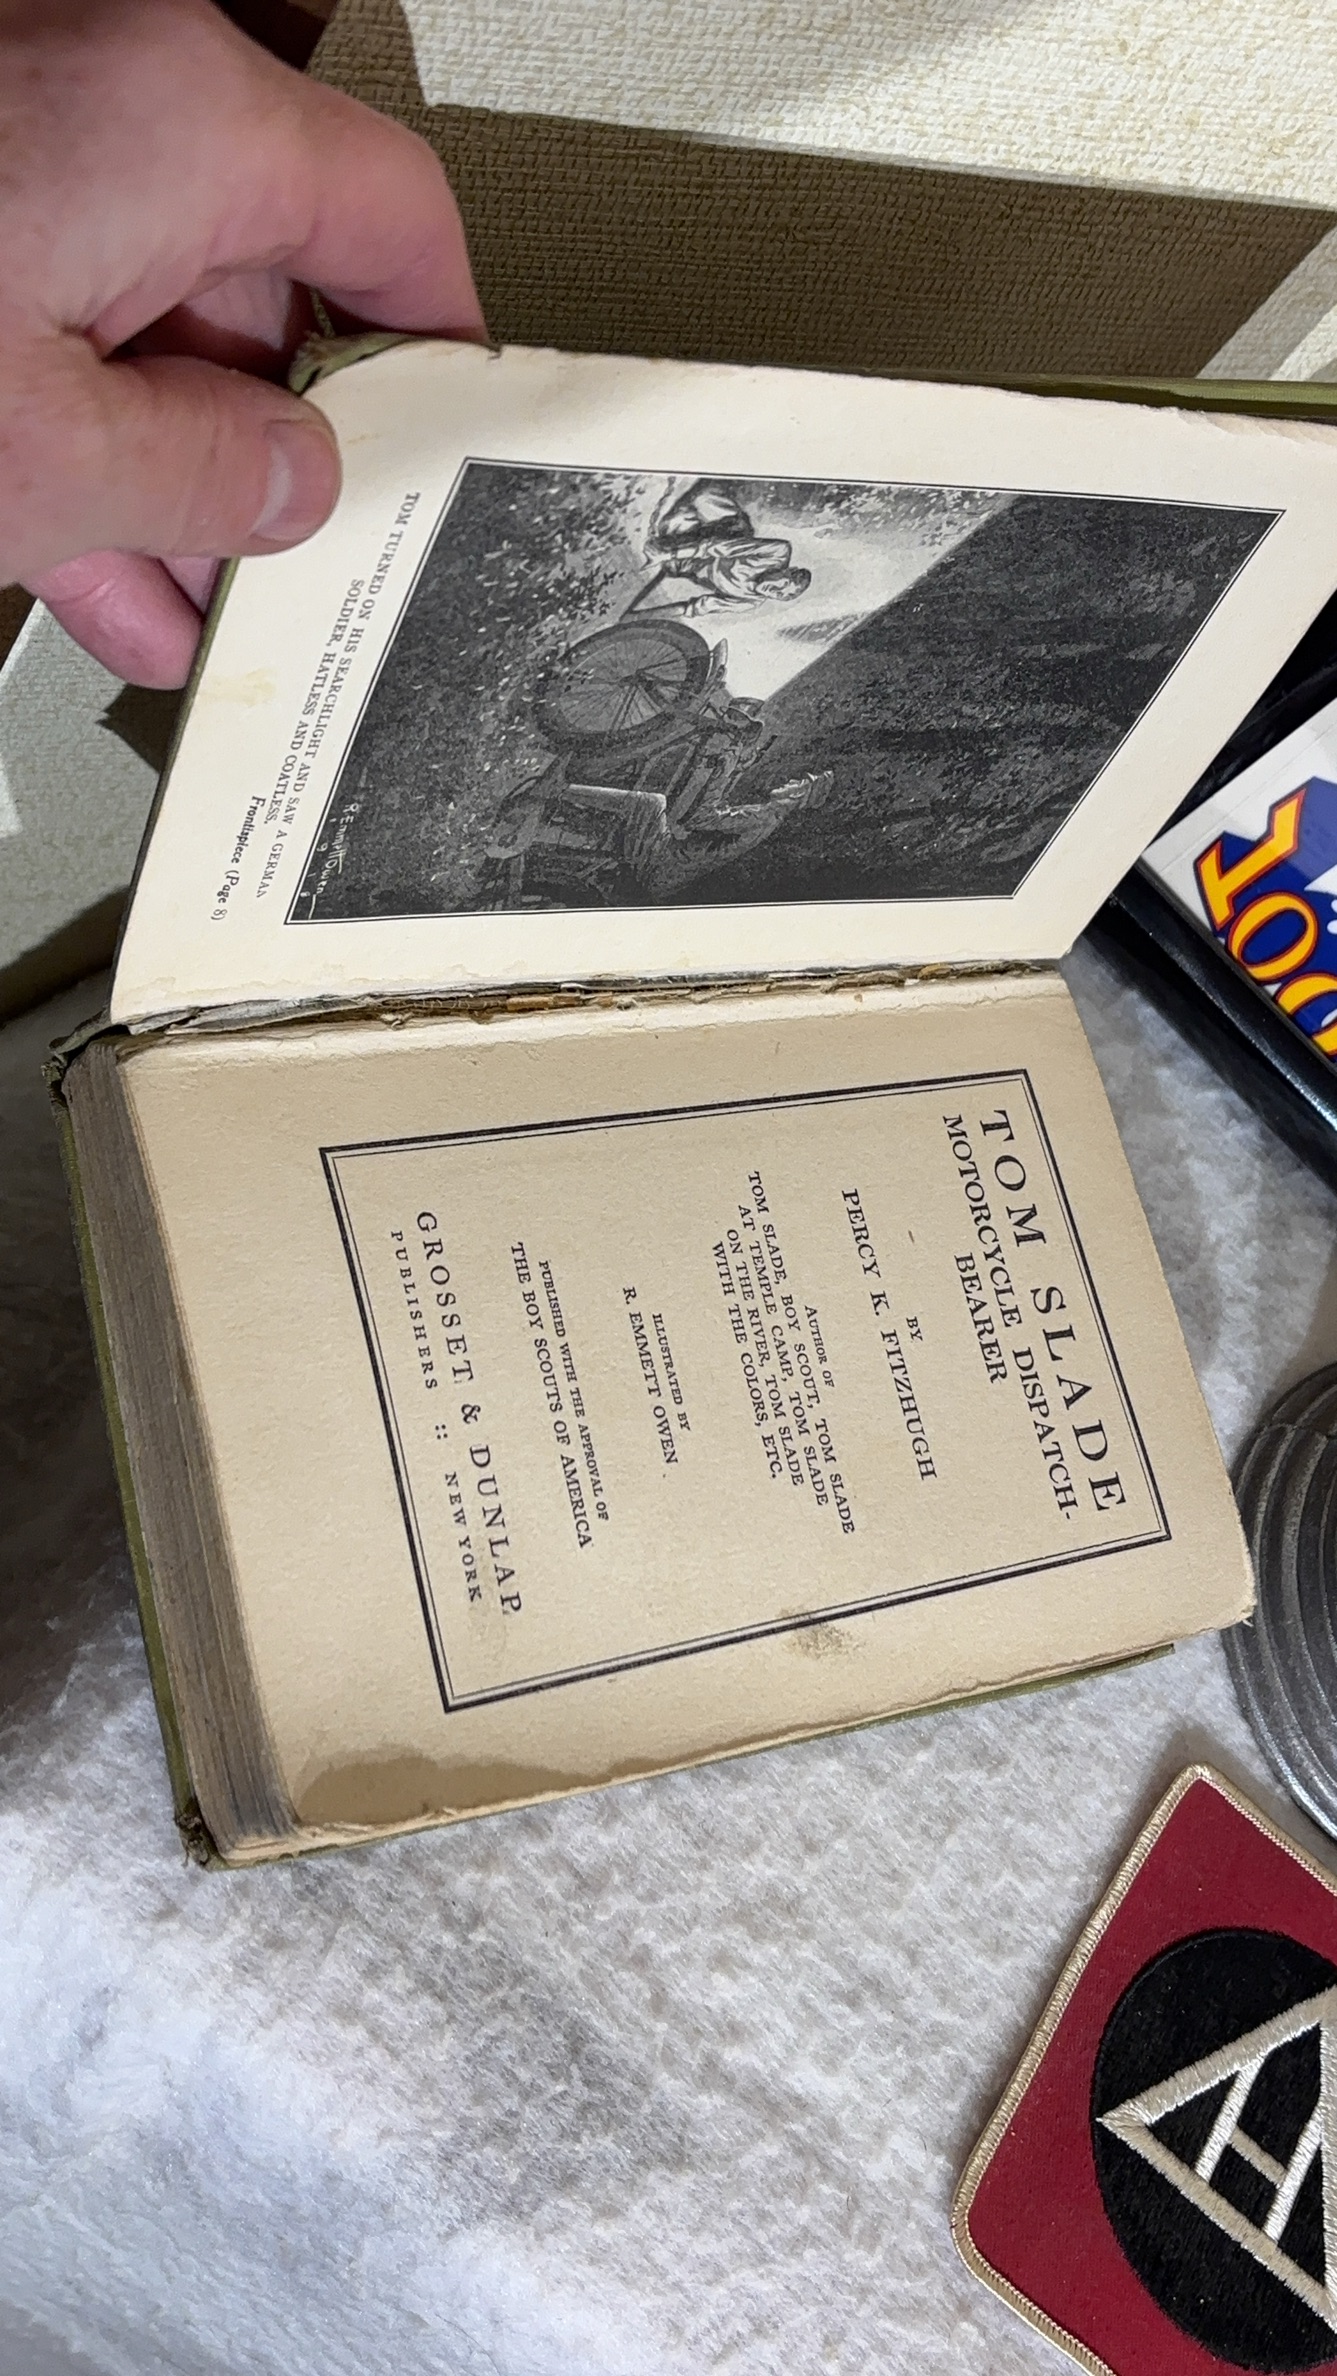 R. Emmett Owen
1918
TOM TURNED ON HIS SEARCHLIGHT AND SAW A GERMAN
SOLDIER, HATLESS AND COATLESS.
Frontispiece (Page 8)
TOM SLADE
MOTORCYCLE DISPATCH-
BEARER
BY
PERCY K. FITZHUGH
AUTHOR OF
TOM SLADE, BOY SCOUT, TOM SLADE
AT TEMPLE CAMP, TOM SLADE
ON THE RIVER, TOM SLADE
WITH THE COLORS, ETC.
ILLUSTRATED BY
R. EMMETT OWEN
PUBLISHED WITH THE APPROVAL OF
THE BOY SCOUTS OF AMERICA
GROSSET & DUNLAP
PUBLISHERS :: NEW YORK
100